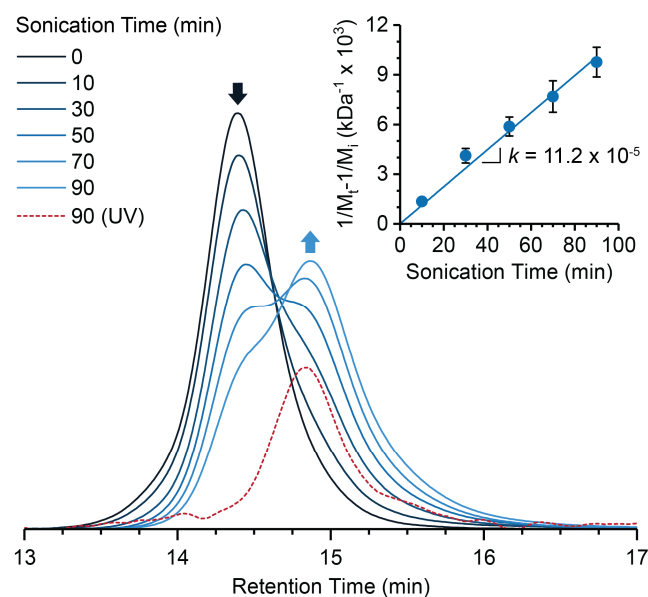 Sonication Time (min)
0
10
30
50
70
90
90 (UV)
12
9
6
3
0
1/Mt-1/Mi (kDa-1 x 103)
k = 11.2 x 10-5
0 20 40 60 80 100
Sonication Time (min)
13 14 15 16 17
Retention Time (min)